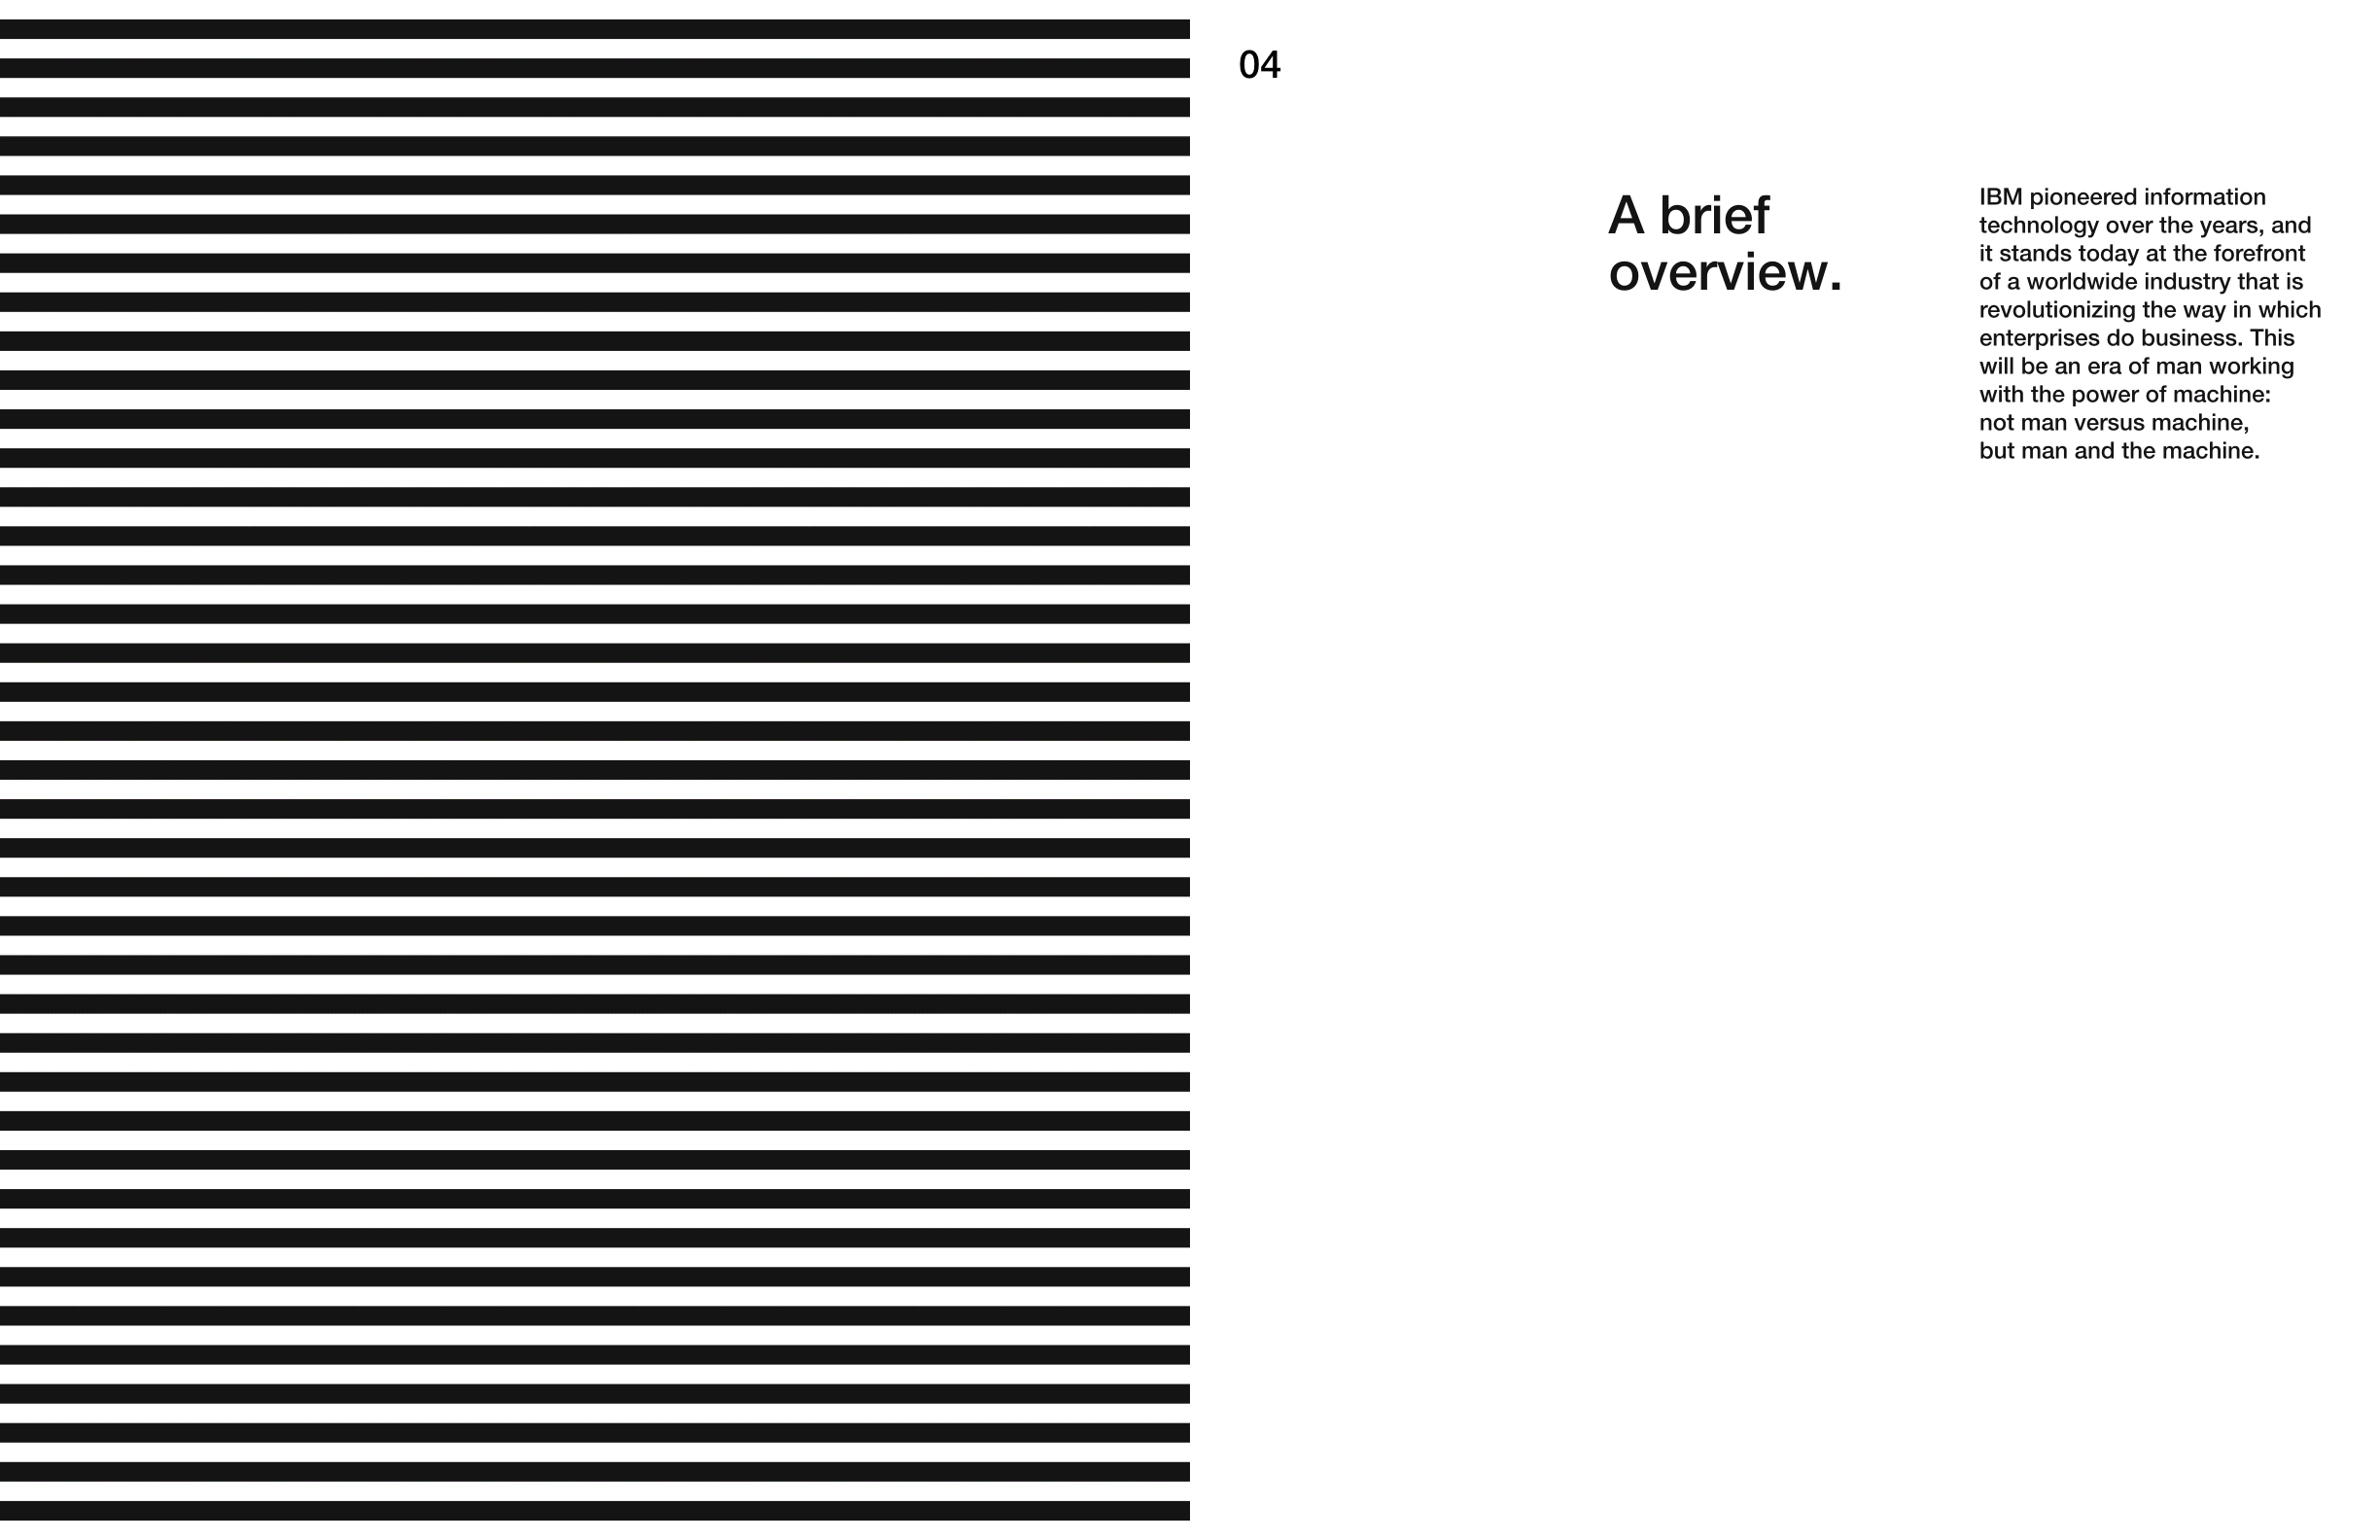 04
A brief
overview.
IBM pioneered information
technology over the years, and
it stands today at the forefront
of a worldwide industry that is
revolutionizing the way in which
enterprises do business. This
will be an era of man working
with the power of machine:
not man versus machine,
but man and the machine.